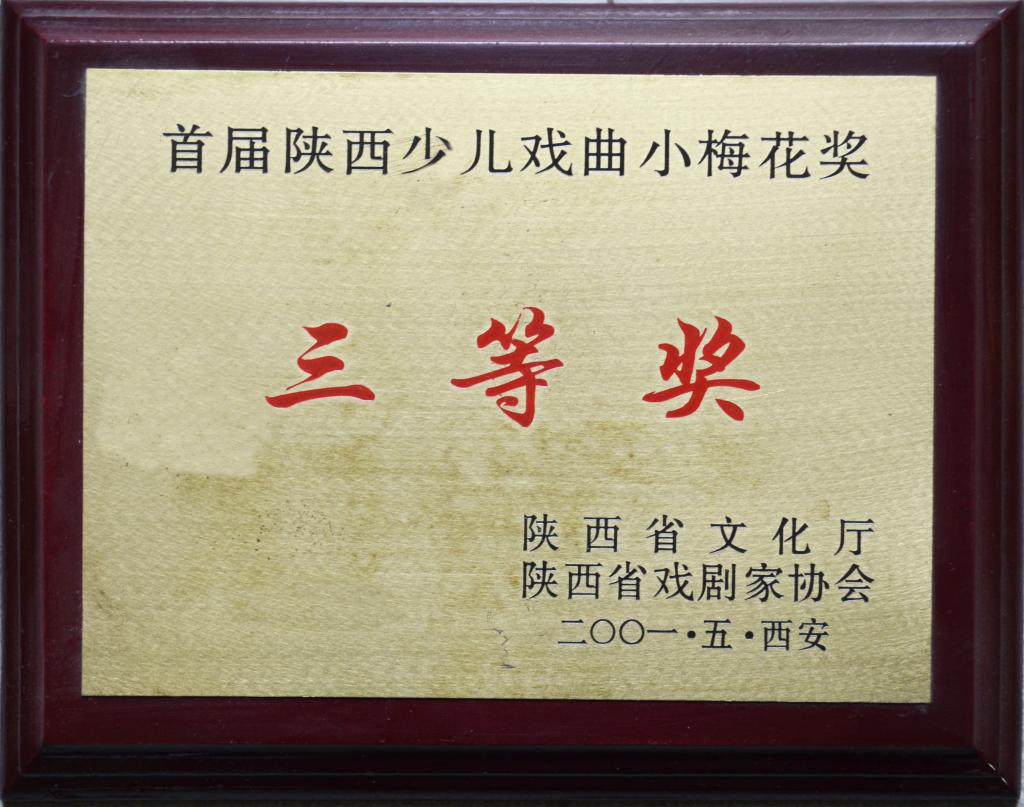 首届陕西少儿戏曲小梅花奖
三等奖
陕西省文化厅
陕西省戏剧家协会
二〇〇一·五·西安